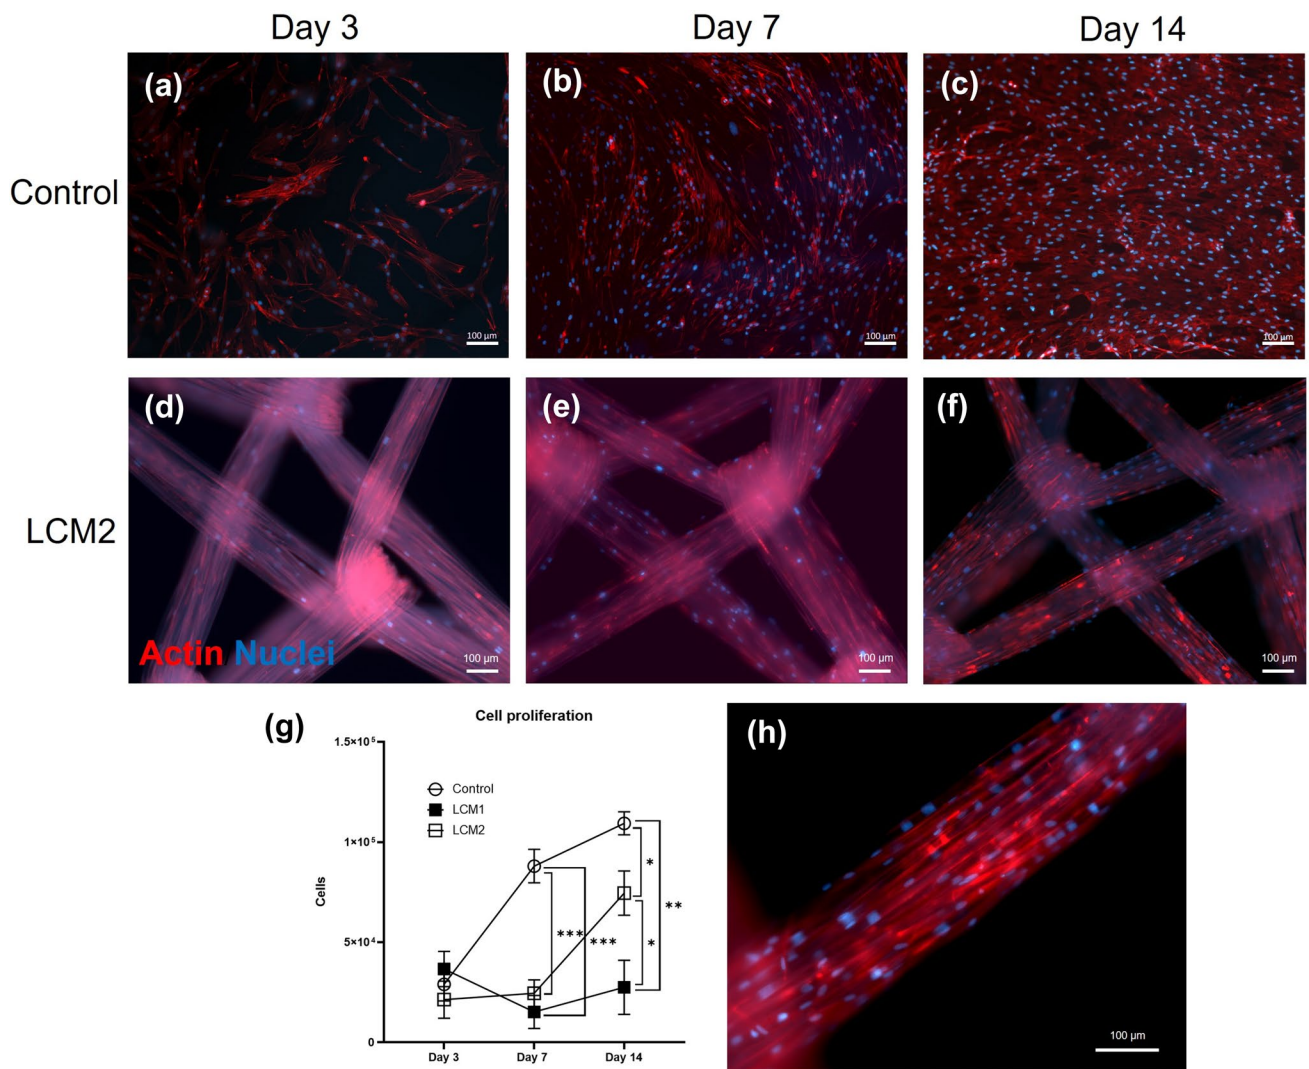 Day 3
Day 7
Day 14
Control
(a)
(b)
(c)
100 µm
100 µm
100 µm
LCM2
(d)
(e)
(f)
Actin Nuclei
100 µm
100 µm
100 µm
(g)
Cell proliferation
1.5×10⁵
1×10⁵
5×10⁴
0
Cells
Control
LCM1
LCM2
***
***
*
*
**
Day 3
Day 7
Day 14
(h)
100 µm